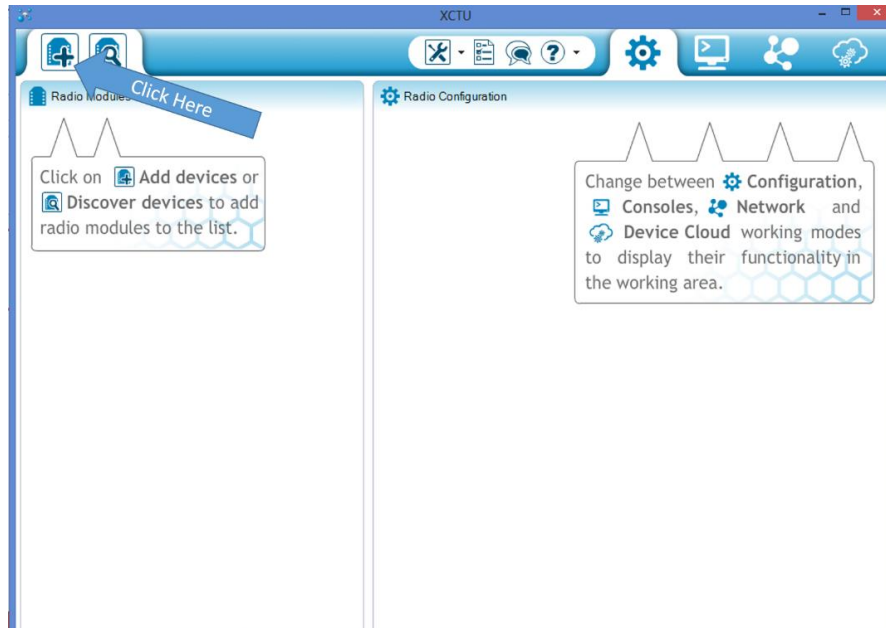 XCTU
Click Here
Radio Modules
Radio Configuration
Click on Add devices or
Discover devices to add
radio modules to the list.
Change between Configuration,
Consoles, Network and
Device Cloud working modes
to display their functionality in
the working area.